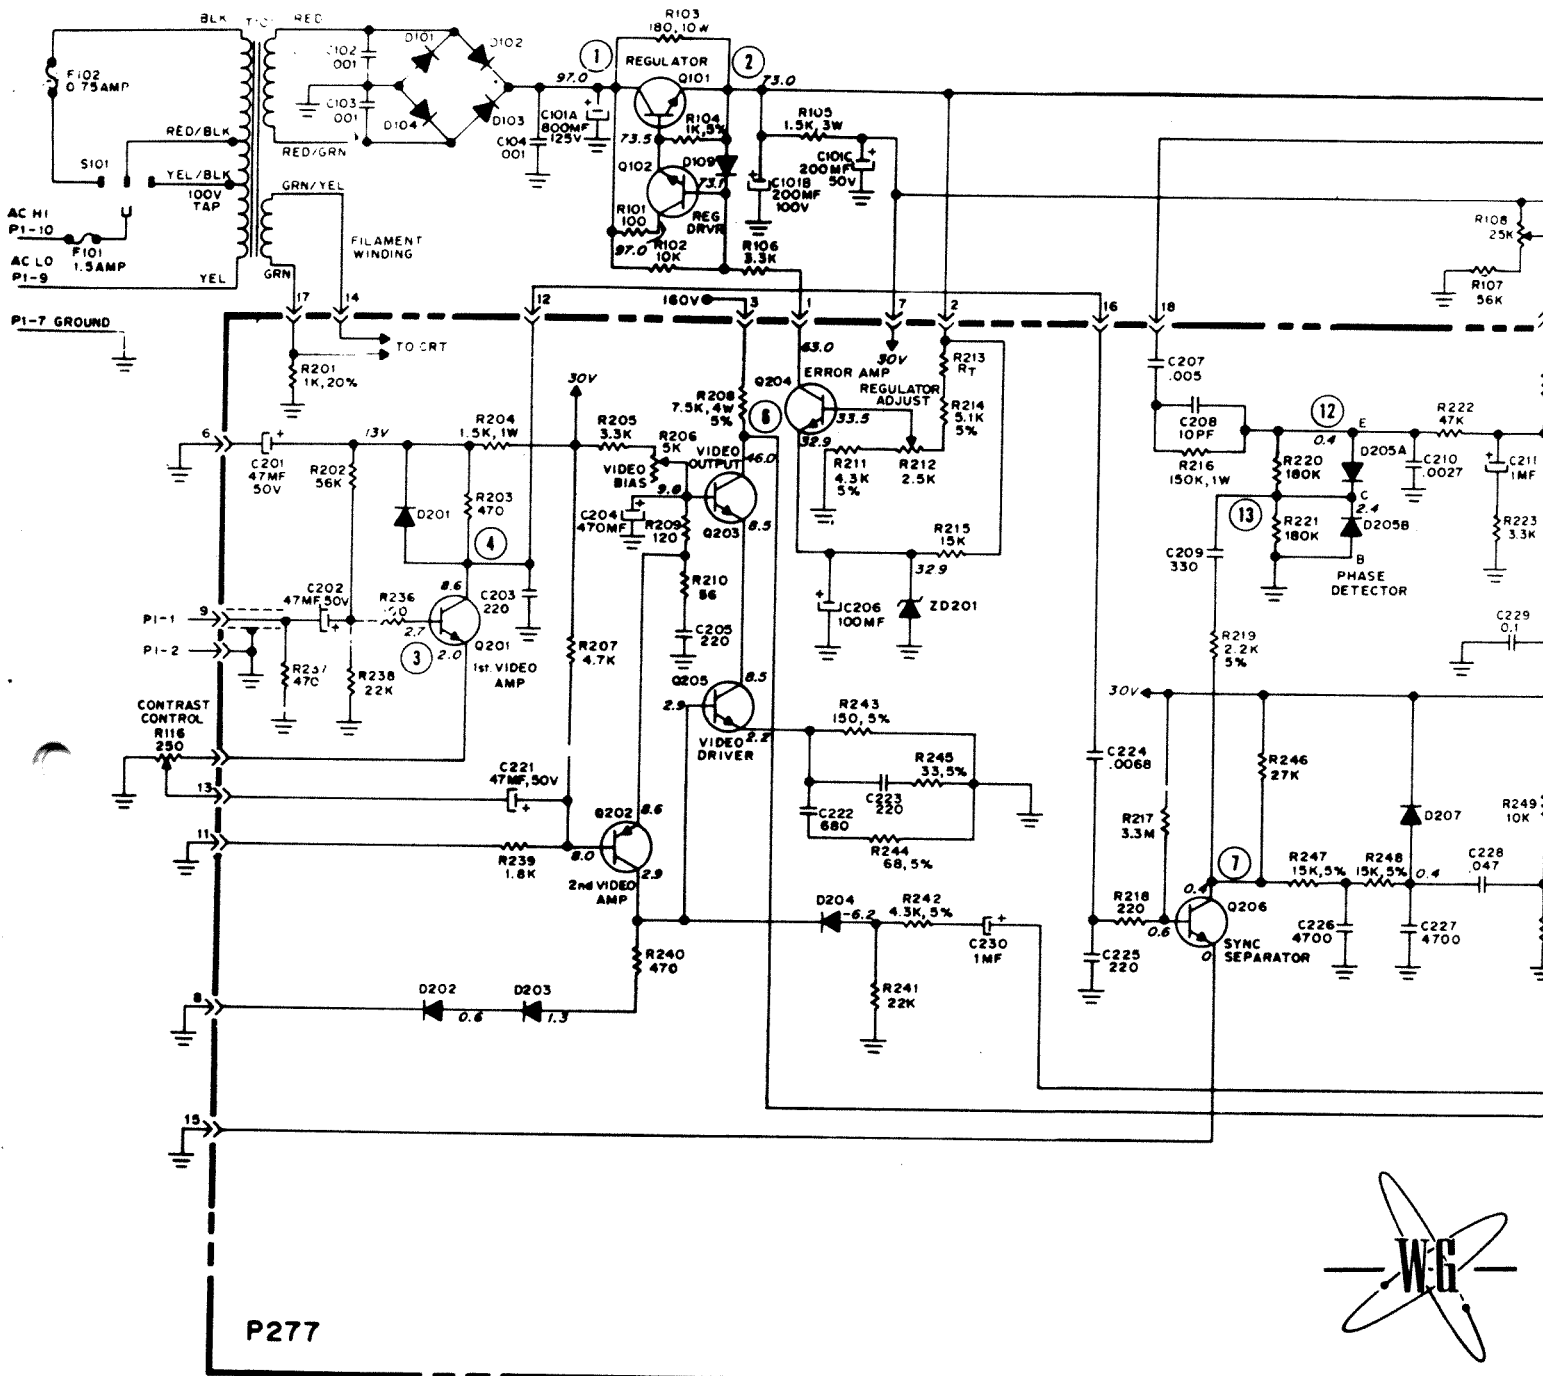 BLK
RED
R103
180, 10W
D101
D102
F102
0.75AMP
C102
.001
1
REGULATOR
2
Q101
97.0
73.0
C103
.001
D104
D103
C104
.001
C101A
800MF
125V
R104
1K,5%
R105
1.5K, 3W
RED/BLK
RED/GRN
73.5
Q102
D109
73.1
C101B
200MF
100V
C101C
200MF
50V
S101
YEL/BLK
100V
TAP
GRN/YEL
R101
100
REG
DRVR
AC HI
P1-10
F101
1.5AMP
FILAMENT
WINDING
97.0
R102
10K
R106
3.3K
R108
25K
AC LO
P1-9
YEL
GRN
R107
56K
17
14
12
160V
3
1
7
2
16
18
P1-7 GROUND
TO CRT
R201
1K,20%
63.0
30V
R213
RT
C207
.005
30V
Q204
ERROR AMP
REGULATOR
ADJUST
R208
7.5K, 4W
5%
6
33.5
R214
5.1K
5%
C208
10PF
12
R222
47K
6
13V
R204
1.5K, 1W
R205
3.3K
R206
5K
32.9
0.4
E
D205A
C201
47MF
50V
R202
56K
VIDEO
BIAS
VIDEO
OUTPUT
46.0
R211
4.3K
5%
R212
2.5K
R216
150K, 1W
R220
180K
C210
.0027
C211
1MF
R203
470
9.0
C
2.4
D201
C204
470MF
R209
120
Q203
8.5
R215
15K
13
R221
180K
D205B
R223
3.3K
4
C209
330
B
8.6
32.9
PHASE
DETECTOR
C202
47MF,50V
R236
C203
220
R210
56
C206
100MF
ZD201
P1-1
9
2.7
Q201
C229
0.1
P1-2
3
2.0
1st. VIDEO
AMP
R207
4.7K
C205
220
R219
2.2K
5%
R238
22K
Q205
8.5
30V
CONTRAST
CONTROL
R116
250
2.9
R243
150, 5%
VIDEO
DRIVER
2.2
C224
.0068
R246
27K
R245
33,5%
C221
47MF,50V
C223
220
13
8.6
C222
680
R217
3.3M
D207
R249
10K
11
Q202
R244
68,5%
7
R239
1.8K
8.0
2.9
R247
15K,5%
R248
15K,5%
0.4
C228
.047
2nd VIDEO
AMP
D204
-6.2
R242
4.3K,5%
R218
220
0.4
Q206
C230
1MF
0.6
C226
4700
C227
4700
R240
470
C225
220
0
SYNC
SEPARATOR
8
D202
D203
R241
22K
0.6
1.3
15
W-G
P277